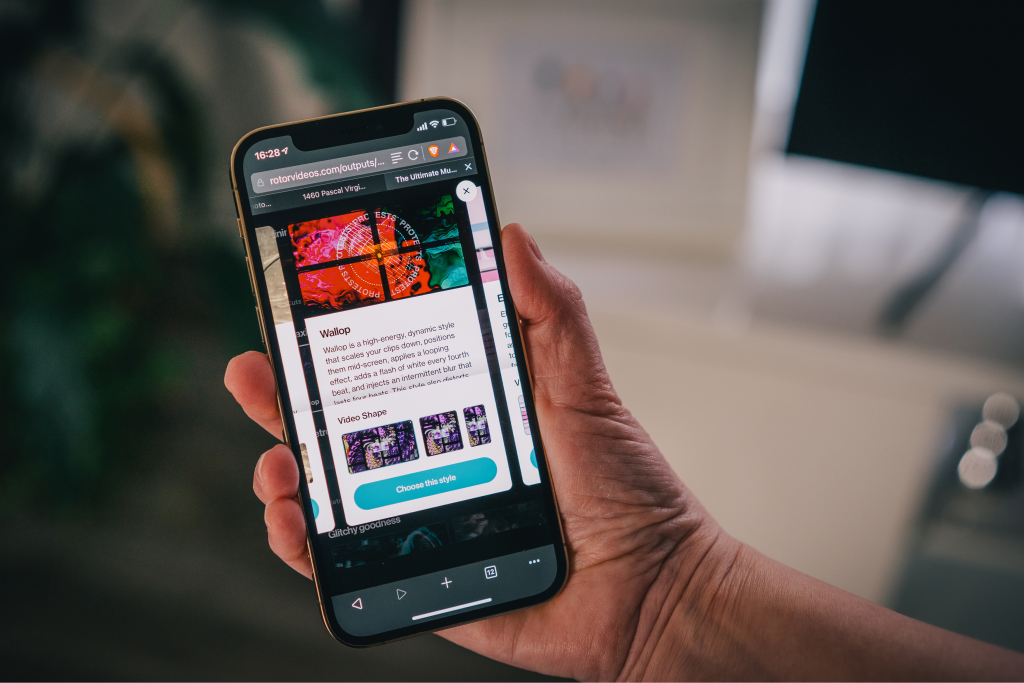 16:28
rotorvideos.com/outputs/...
1460 Pascal Virgi...
The Ultimate Mu...
PROTESTS PROTESTS PROTESTS
Wallop
Wallop is a high-energy, dynamic style
that scales your clips down, positions
them mid-screen, applies a looping
effect, adds a flash of white every fourth
beat, and injects an intermittent blur that
lasts four beats. This style also distorts
Video Shape
Choose this style
Glitchy goodness
12